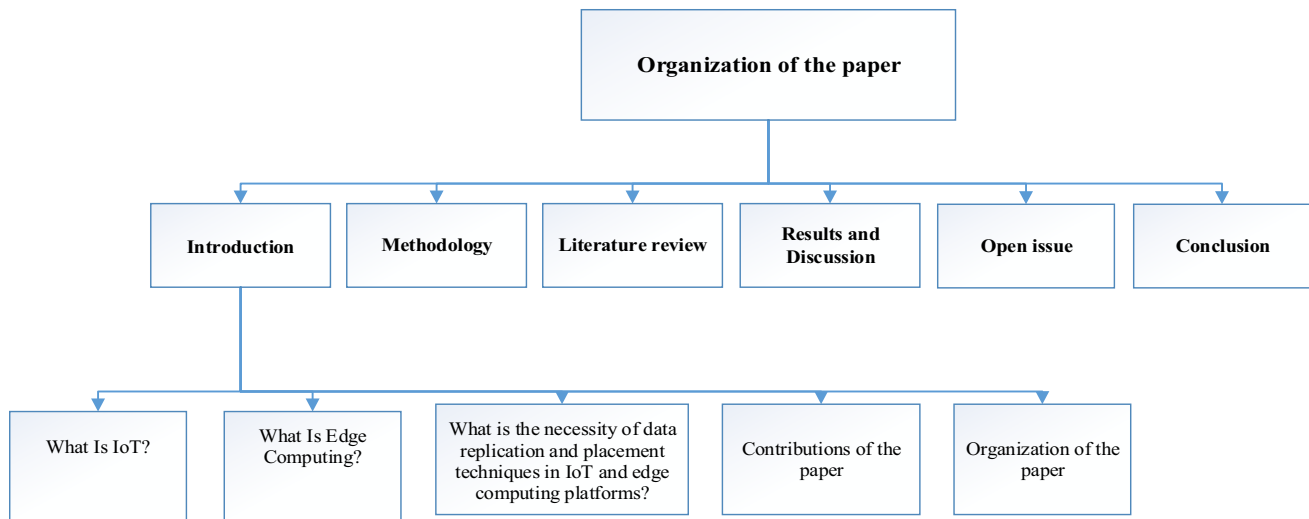 Organization of the paper
Introduction
Methodology
Literature review
Results and
Discussion
Open issue
Conclusion
What Is IoT?
What Is Edge
Computing?
What is the necessity of data
replication and placement
techniques in IoT and edge
computing platforms?
Contributions of the
paper
Organization of the
paper